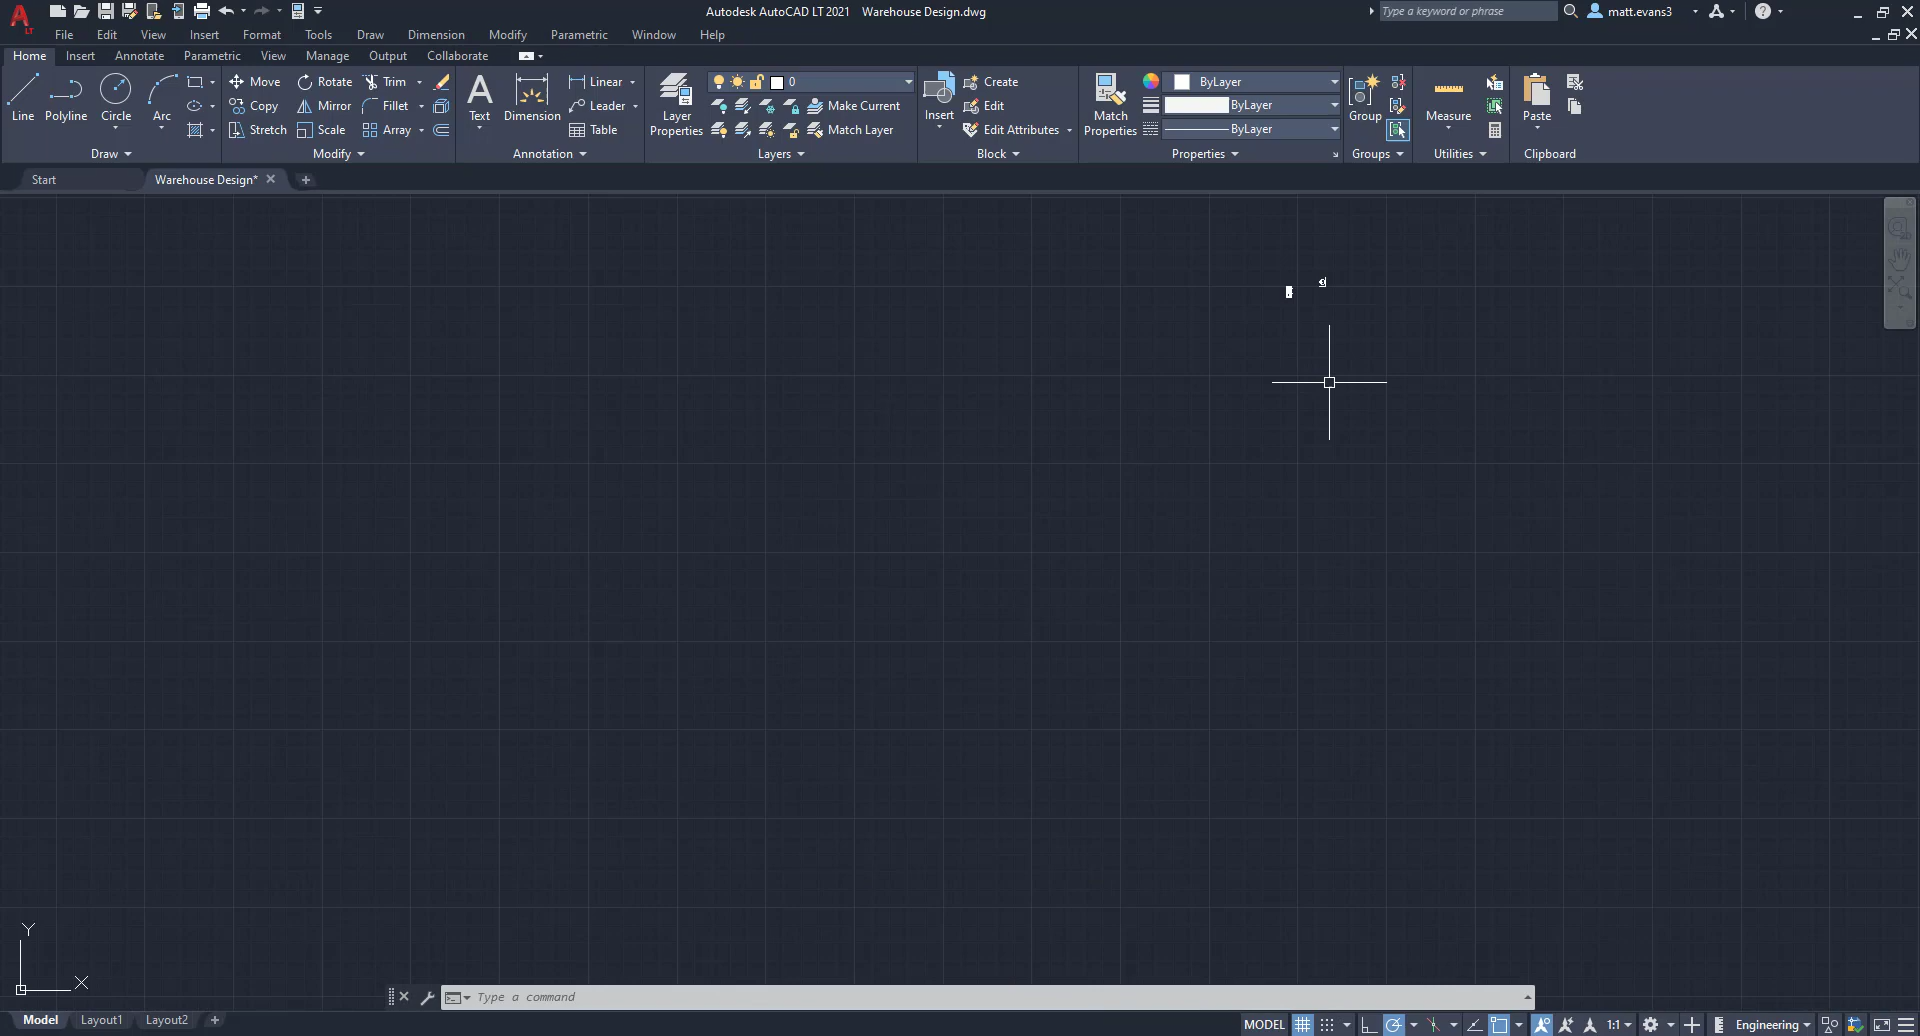 Autodesk AutoCAD LT 2021 Warehouse Design.dwg
Type a keyword or phrase
matt.evans3
LT
File Edit View Insert Format Tools Draw Dimension Modify Parametric Window Help
Home Insert Annotate Parametric View Manage Output Collaborate
Line Polyline Circle Arc
Move Rotate Trim
Copy Mirror Fillet
Stretch Scale Array
Text Dimension
Linear
Leader
Table
Layer Properties
0
Make Current
Match Layer
Insert
Create
Edit
Edit Attributes
Match Properties
ByLayer
ByLayer
ByLayer
Group
Measure
Paste
Draw Modify Annotation Layers Block Properties Groups Utilities Clipboard
Start Warehouse Design*
Y
X
Type a command
Model Layout1 Layout2
MODEL 1:1 Engineering